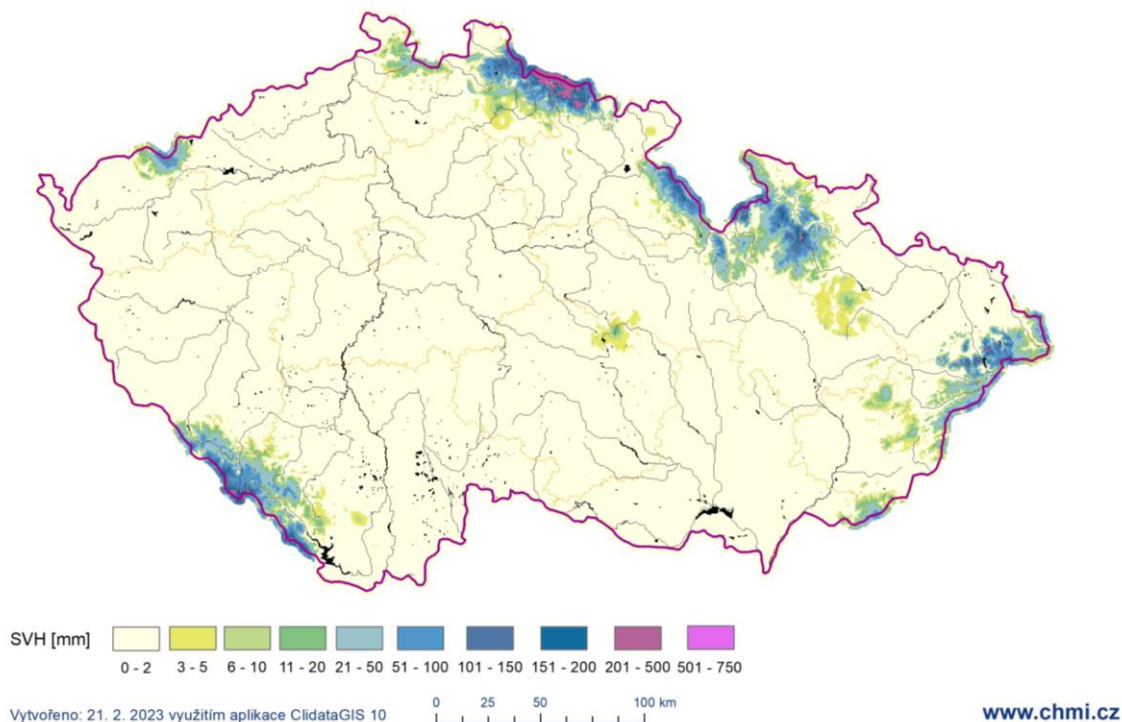 SVH [mm]
0 - 2 3 - 5 6 - 10 11 - 20 21 - 50 51 - 100 101 - 150 151 - 200 201 - 500 501 - 750
0 25 50 100 km
Vytvořeno: 21. 2. 2023 využitím aplikace ClidataGIS 10
www.chmi.cz